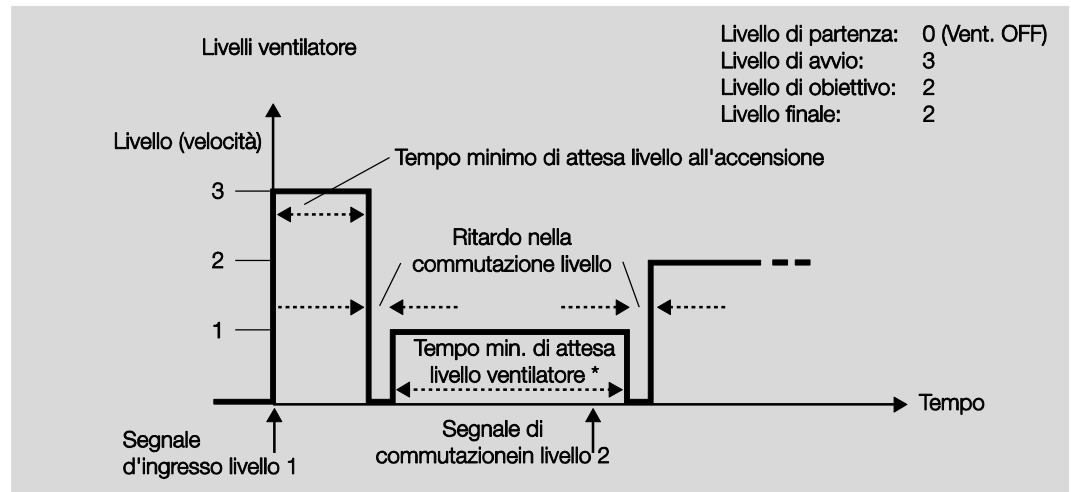 Livelli ventilatore
Livello di partenza: 0 (Vent. OFF)
Livello di avvio: 3
Livello di obiettivo: 2
Livello finale: 2
Livello (velocità)
Tempo minimo di attesa livello all'accensione
3
Ritardo nella
commutazione livello
2
1
Tempo min. di attesa
livello ventilatore *
Tempo
Segnale
d'ingresso livello 1
Segnale di
commutazionein livello 2